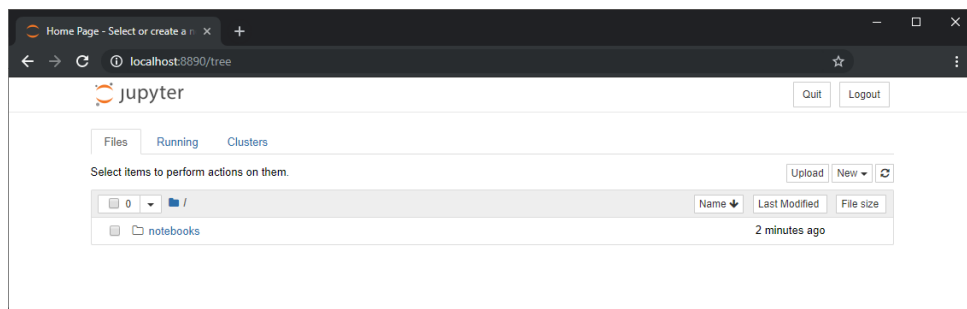 Home Page - Select or create a n
localhost:8890/tree
jupyter
Quit Logout
Files Running Clusters
Select items to perform actions on them.
Upload New
0 / Name Last Modified File size
notebooks 2 minutes ago